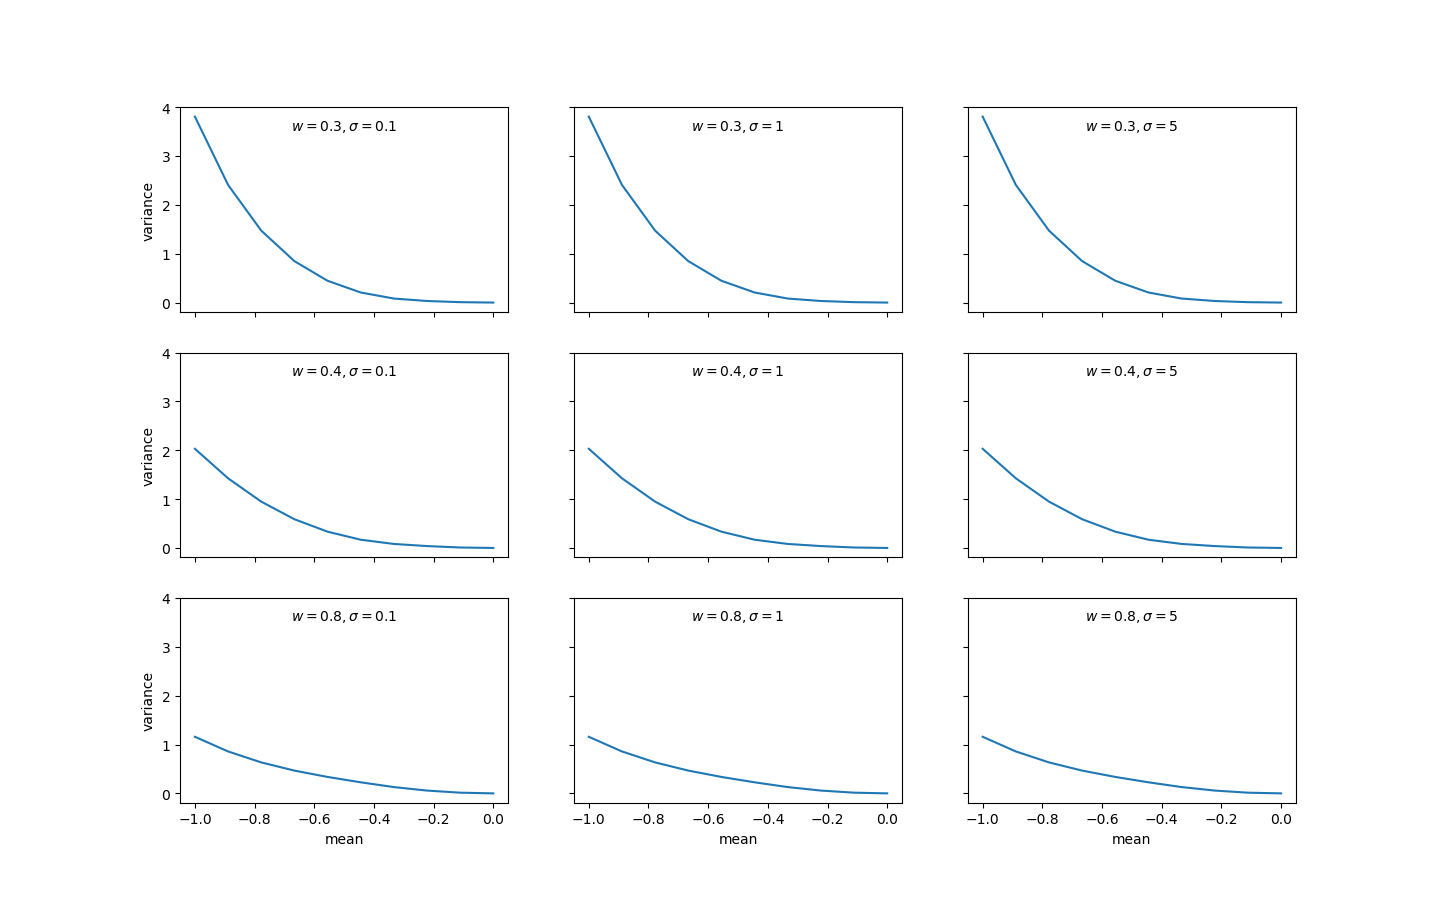 4
3
2
1
0
variance
w = 0.3, σ = 0.1
w = 0.3, σ = 1
w = 0.3, σ = 5
4
3
2
1
0
variance
w = 0.4, σ = 0.1
w = 0.4, σ = 1
w = 0.4, σ = 5
4
3
2
1
0
variance
w = 0.8, σ = 0.1
w = 0.8, σ = 1
w = 0.8, σ = 5
−1.0 −0.8 −0.6 −0.4 −0.2 0.0
mean
−1.0 −0.8 −0.6 −0.4 −0.2 0.0
mean
−1.0 −0.8 −0.6 −0.4 −0.2 0.0
mean